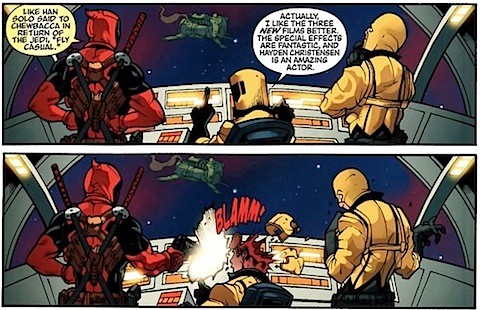 LIKE HAN
SOLO SAID TO
CHEWBACCA IN
RETURN OF THE
JEDI, "FLY
CASUAL."
ACTUALLY,
I LIKE THE THREE
NEW FILMS BETTER.
THE SPECIAL EFFECTS
ARE FANTASTIC, AND
HAYDEN CHRISTENSEN
IS AN AMAZING
ACTOR.
BLAMM!